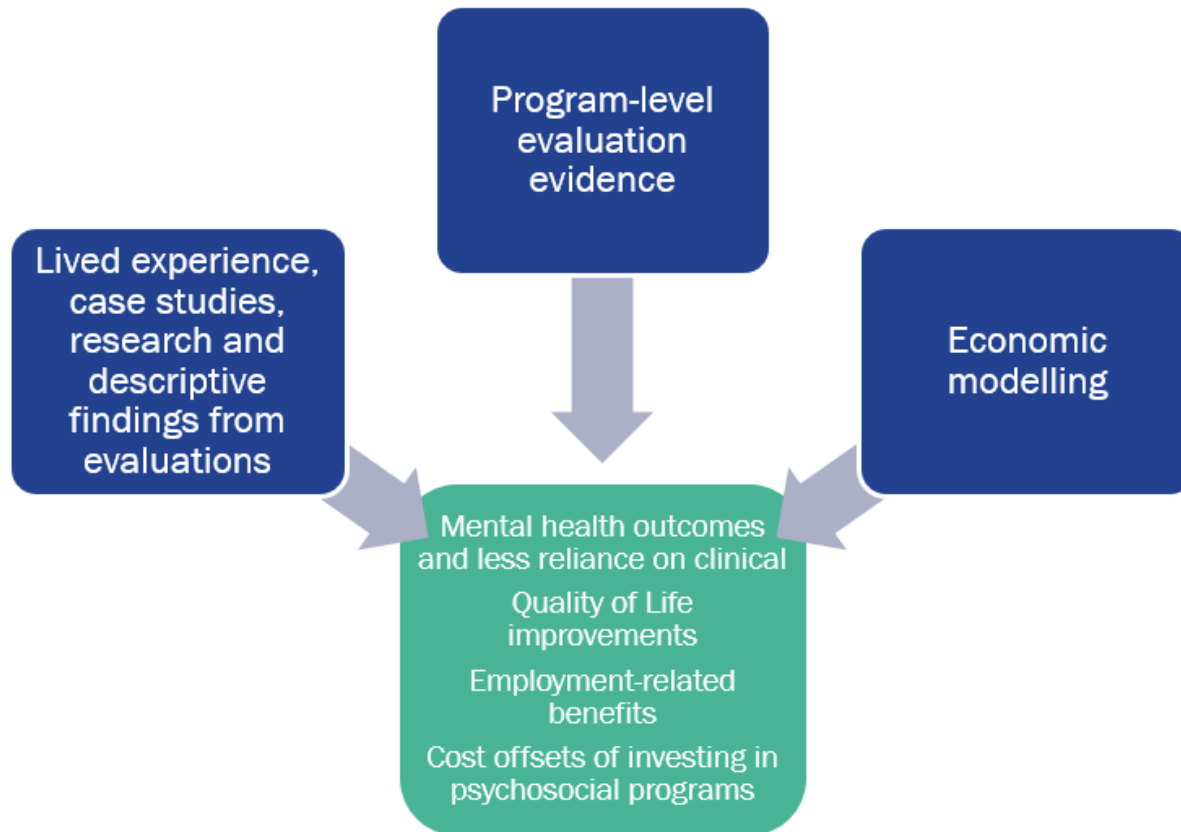 Program-level
evaluation
evidence
Lived experience,
case studies,
research and
descriptive
findings from
evaluations
Economic
modelling
Mental health outcomes
and less reliance on clinical
Quality of Life
improvements
Employment-related
benefits
Cost offsets of investing in
psychosocial programs